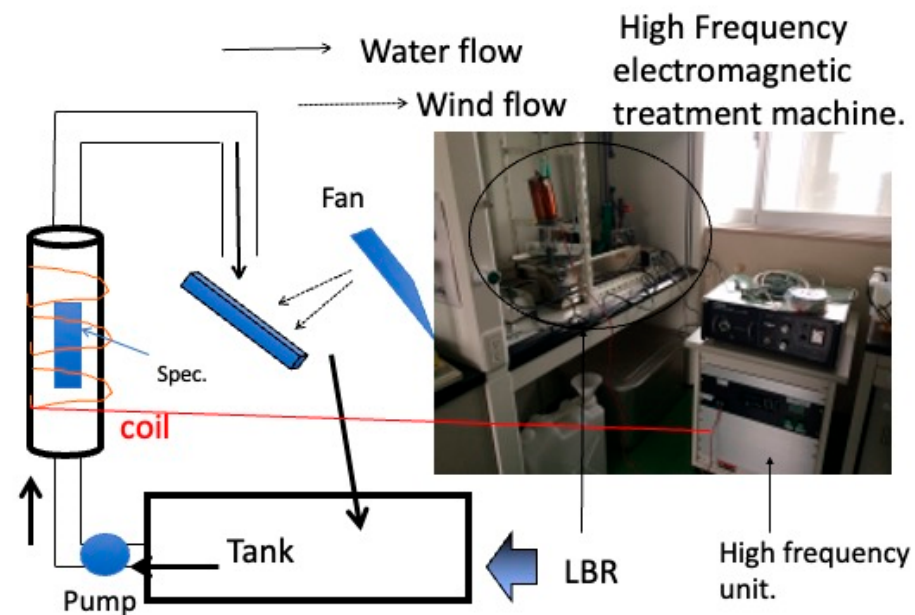 Water flow
Wind flow
High Frequency
electromagnetic
treatment machine.
Fan
Spec.
coil
Tank
Pump
LBR
High frequency
unit.